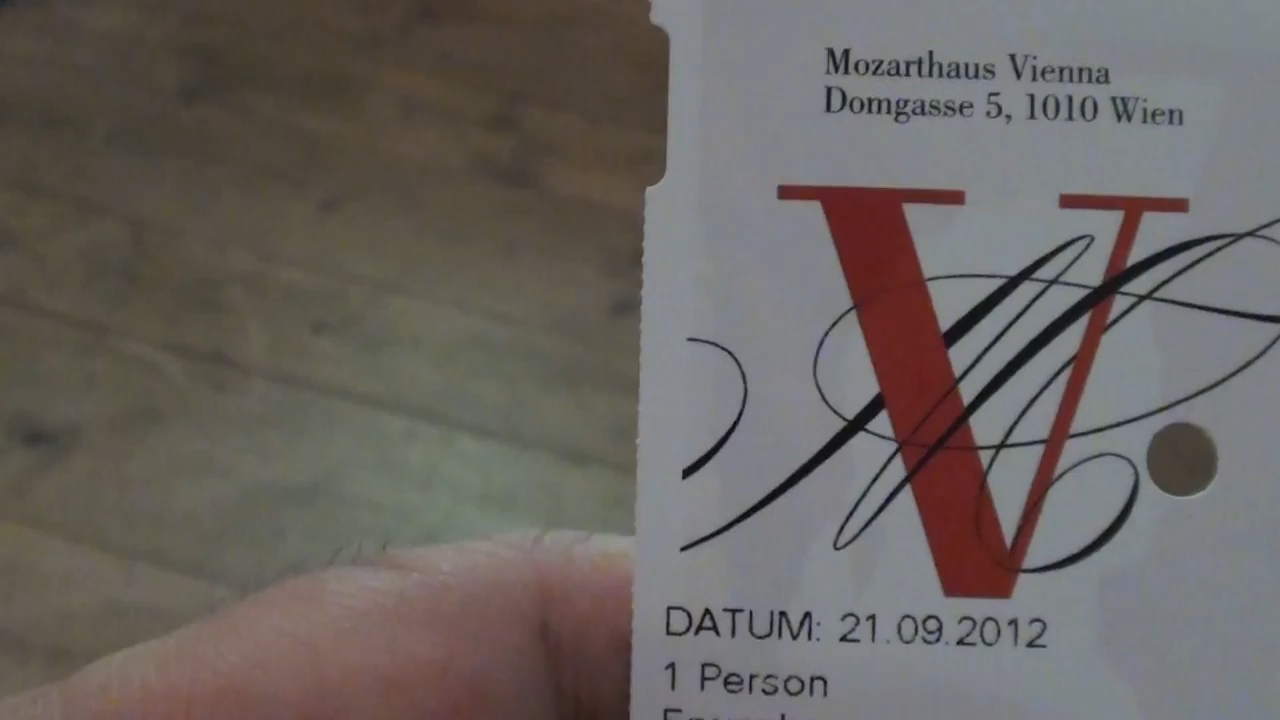 Mozarthaus Vienna
Domgasse 5, 1010 Wien
V
DATUM: 21.09.2012
1 Person